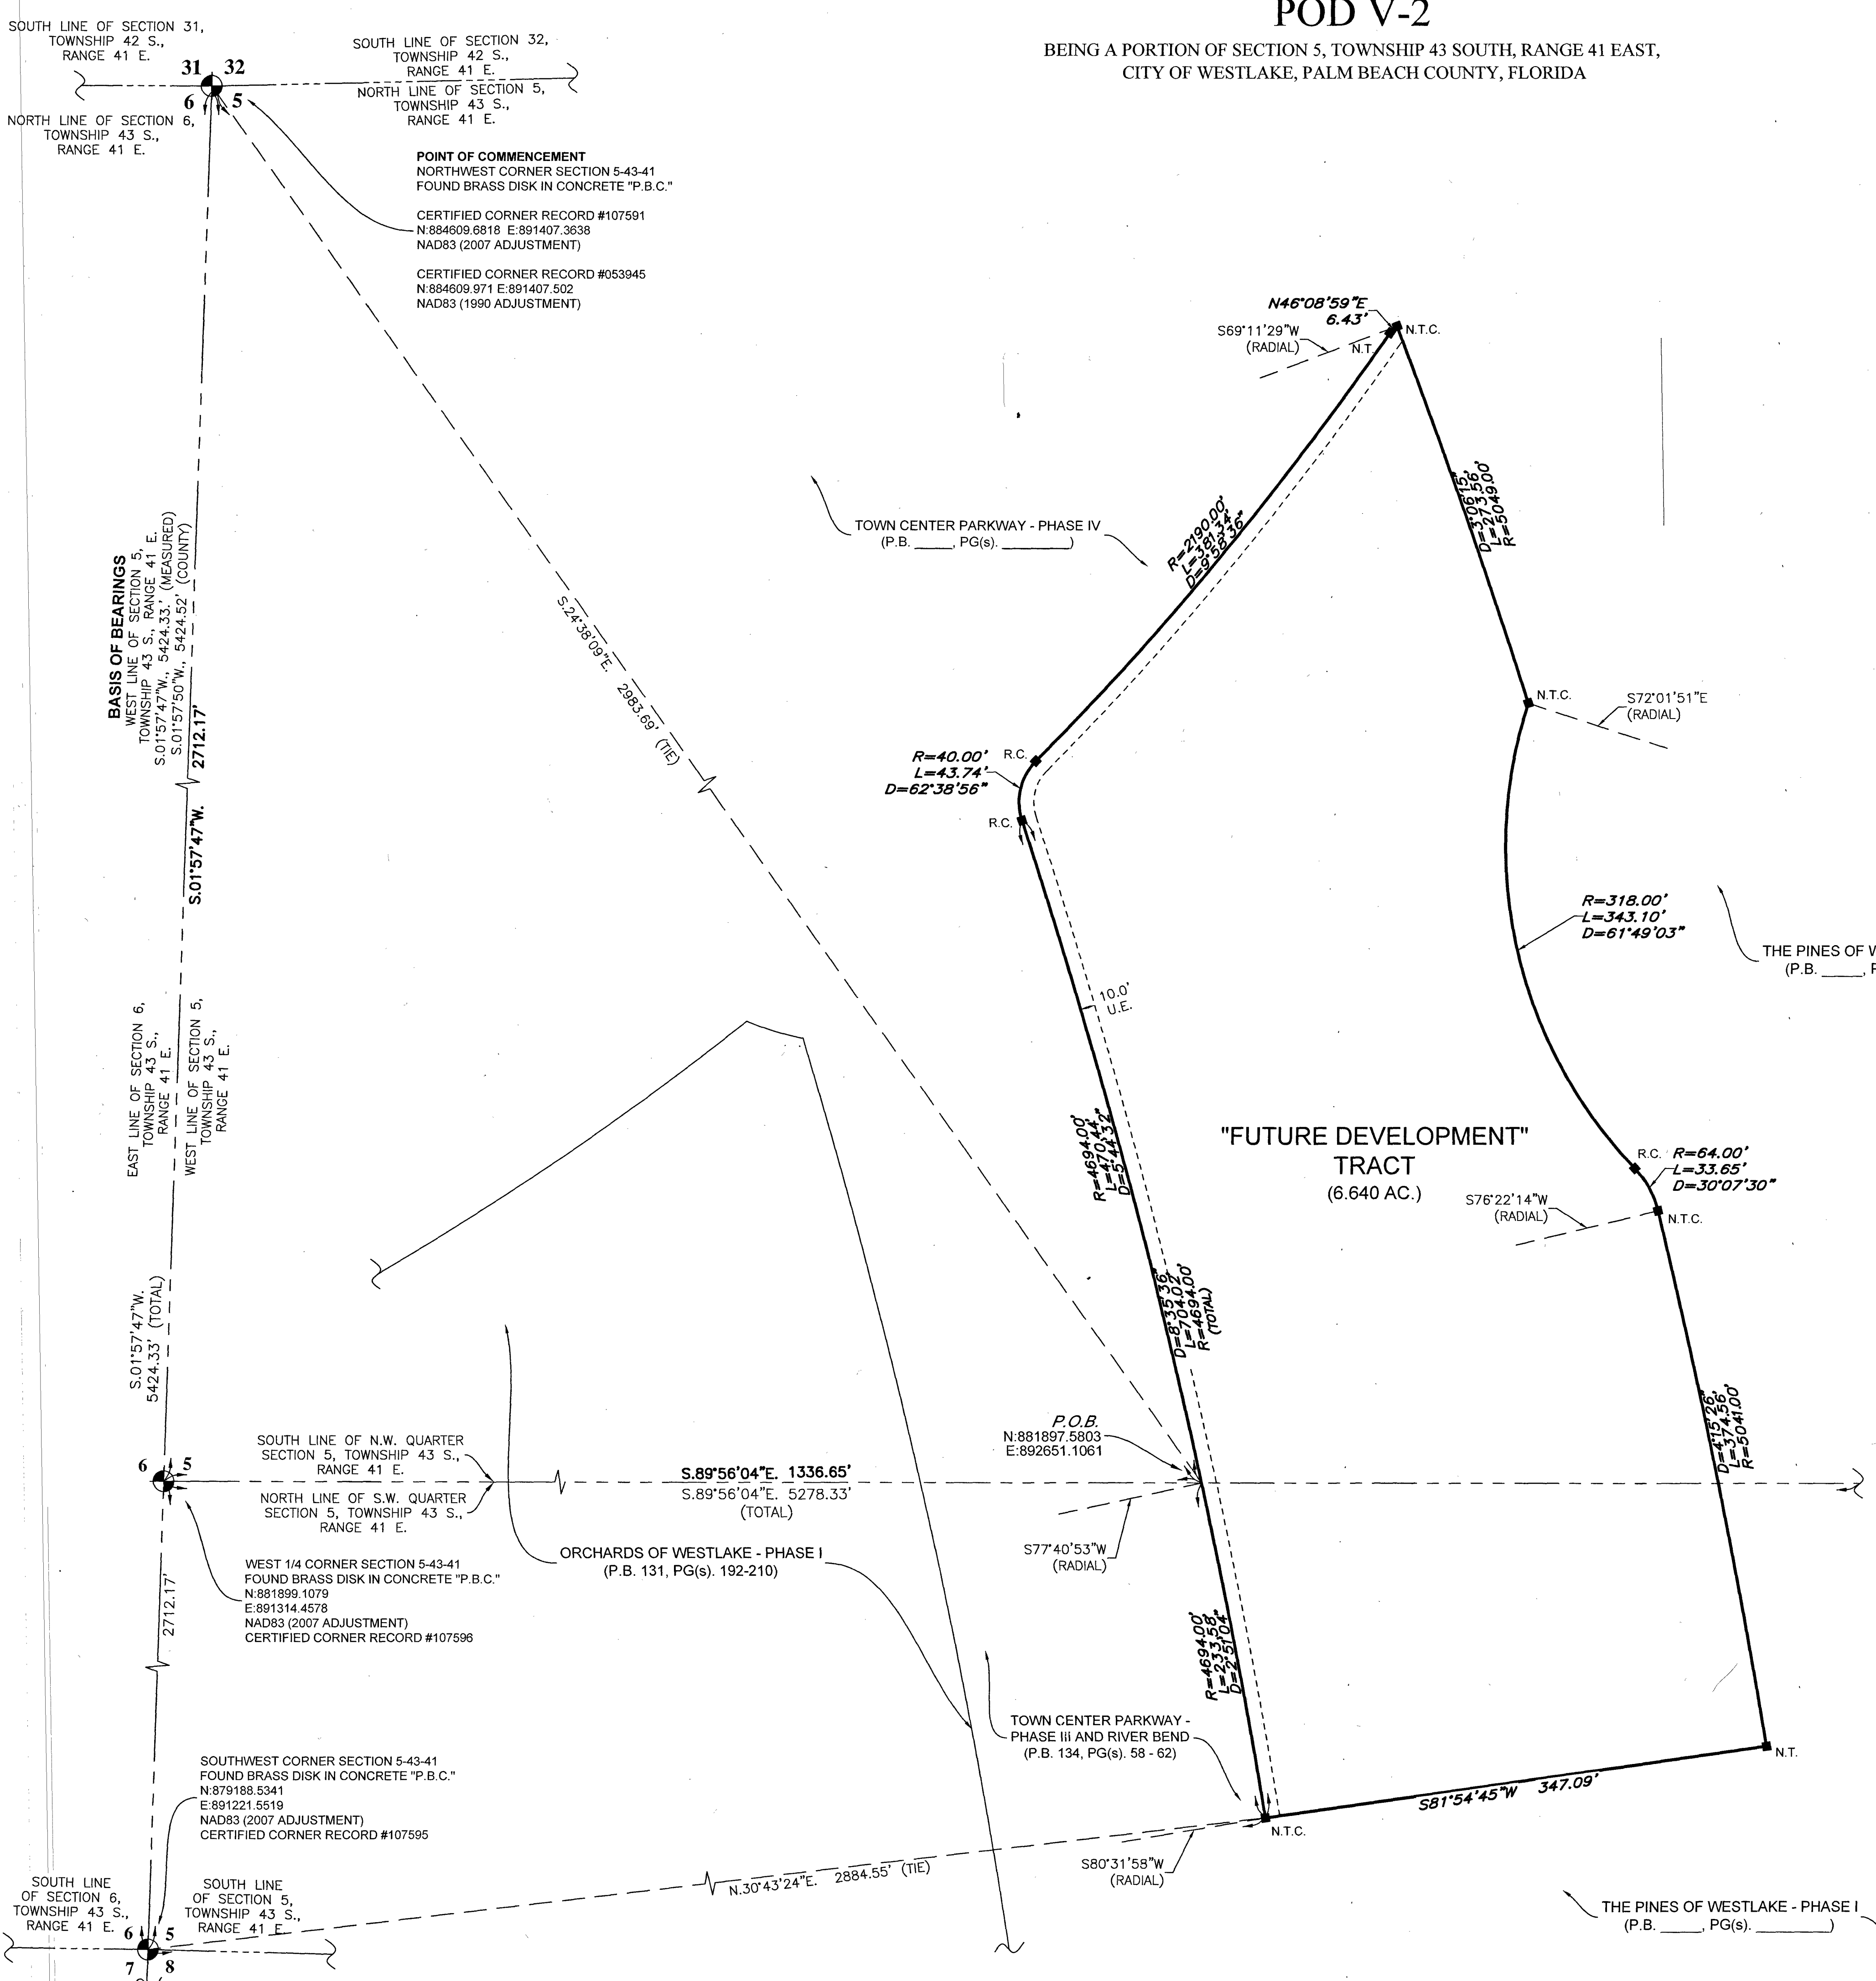 POD V-2
BEING A PORTION OF SECTION 5, TOWNSHIP 43 SOUTH, RANGE 41 EAST,
CITY OF WESTLAKE, PALM BEACH COUNTY, FLORIDA
SOUTH LINE OF SECTION 31,
TOWNSHIP 42 S.,
RANGE 41 E.
SOUTH LINE OF SECTION 32,
TOWNSHIP 42 S.,
RANGE 41 E.
31 32
6 5
NORTH LINE OF SECTION 6,
TOWNSHIP 43 S.,
RANGE 41 E.
NORTH LINE OF SECTION 5,
TOWNSHIP 43 S.,
RANGE 41 E.
POINT OF COMMENCEMENT
NORTHWEST CORNER SECTION 5-43-41
FOUND BRASS DISK IN CONCRETE "P.B.C."
CERTIFIED CORNER RECORD #107591
N:884609.6818 E:891407.3638
NAD83 (2007 ADJUSTMENT)
CERTIFIED CORNER RECORD #053945
N:884609.971 E:891407.502
NAD83 (1990 ADJUSTMENT)
N46°08'59"E
6.43'
N.T.C.
S69°11'29"W
(RADIAL)
N.T.
D=3°06'15"
L=273.56'
R=5049.00'
TOWN CENTER PARKWAY - PHASE IV
(P.B. _____, PG(s). _________)
R=2190.00'
L=381.34'
D=9°58'36"
BASIS OF BEARINGS
WEST LINE OF SECTION 5,
TOWNSHIP 43 S., RANGE 41 E.
S.01°57'47"W., 5424.33.' (MEASURED)
S.01°57'50"W., 5424.52' (COUNTY)
S.01°57'47"W. 2712.17'
S.24°38'09"E. 2983.69' (TIE)
N.T.C.
S72°01'51"E
(RADIAL)
R=40.00'
L=43.74'
D=62°38'56"
R.C.
R.C.
R=318.00'
L=343.10'
D=61°49'03"
THE PINES OF W
(P.B. _____, P
10.0'
U.E.
EAST LINE OF SECTION 6,
TOWNSHIP 43 S.,
RANGE 41 E.
WEST LINE OF SECTION 5,
TOWNSHIP 43 S.,
RANGE 41 E.
R=4694.00'
L=470.44'
D=5°44'32"
"FUTURE DEVELOPMENT"
TRACT
(6.640 AC.)
R.C.
R=64.00'
L=33.65'
D=30°07'30"
S76°22'14"W
(RADIAL)
N.T.C.
S.01°57'47"W.
5424.33' (TOTAL)
D=8°35'36"
L=704.02'
R=4694.00'
(TOTAL)
D=4°15'26"
L=374.56'
R=5041.00'
P.O.B.
N:881897.5803
E:892651.1061
6 5
SOUTH LINE OF N.W. QUARTER
SECTION 5, TOWNSHIP 43 S.,
RANGE 41 E.
NORTH LINE OF S.W. QUARTER
SECTION 5, TOWNSHIP 43 S.,
RANGE 41 E.
S.89°56'04"E. 1336.65'
S.89°56'04"E. 5278.33'
(TOTAL)
S77°40'53"W
(RADIAL)
ORCHARDS OF WESTLAKE - PHASE I
(P.B. 131, PG(s). 192-210)
WEST 1/4 CORNER SECTION 5-43-41
FOUND BRASS DISK IN CONCRETE "P.B.C."
N:881899.1079
E:891314.4578
NAD83 (2007 ADJUSTMENT)
CERTIFIED CORNER RECORD #107596
2712.17'
R=4694.00'
L=233.58'
D=2°51'04"
TOWN CENTER PARKWAY -
PHASE III AND RIVER BEND
(P.B. 134, PG(s). 58 - 62)
N.T.
S81°54'45"W 347.09'
SOUTHWEST CORNER SECTION 5-43-41
FOUND BRASS DISK IN CONCRETE "P.B.C."
N:879188.5341
E:891221.5519
NAD83 (2007 ADJUSTMENT)
CERTIFIED CORNER RECORD #107595
N.T.C.
S80°31'58"W
(RADIAL)
N.30°43'24"E. 2884.55' (TIE)
SOUTH LINE
OF SECTION 6,
TOWNSHIP 43 S.,
RANGE 41 E.
SOUTH LINE
OF SECTION 5,
TOWNSHIP 43 S.,
RANGE 41 E.
6 5
7 8
THE PINES OF WESTLAKE - PHASE I
(P.B. _____, PG(s). _________)